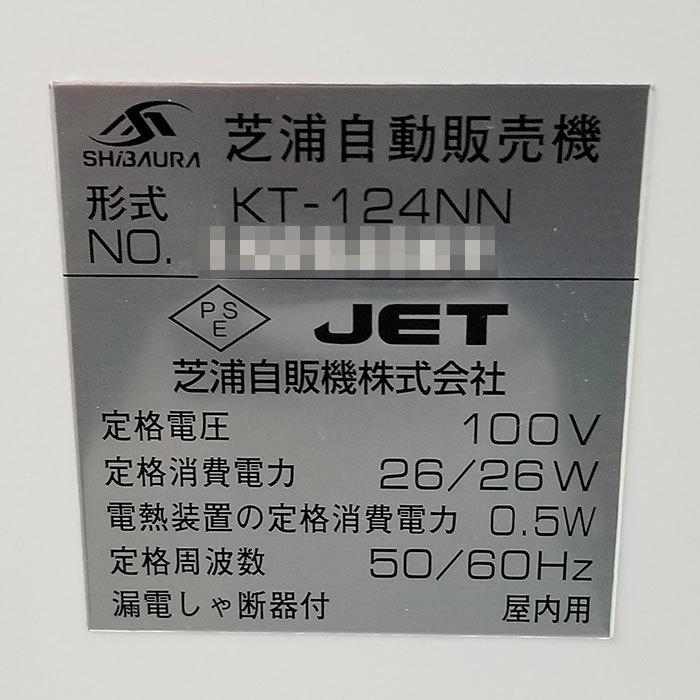 SHiBAURA 芝浦自動販売機
形式 KT-124NN
NO.
PSE JET
芝浦自販機株式会社
定格電圧 100V
定格消費電力 26/26W
電熱装置の定格消費電力 0.5W
定格周波数 50/60Hz
漏電しゃ断器付 屋内用